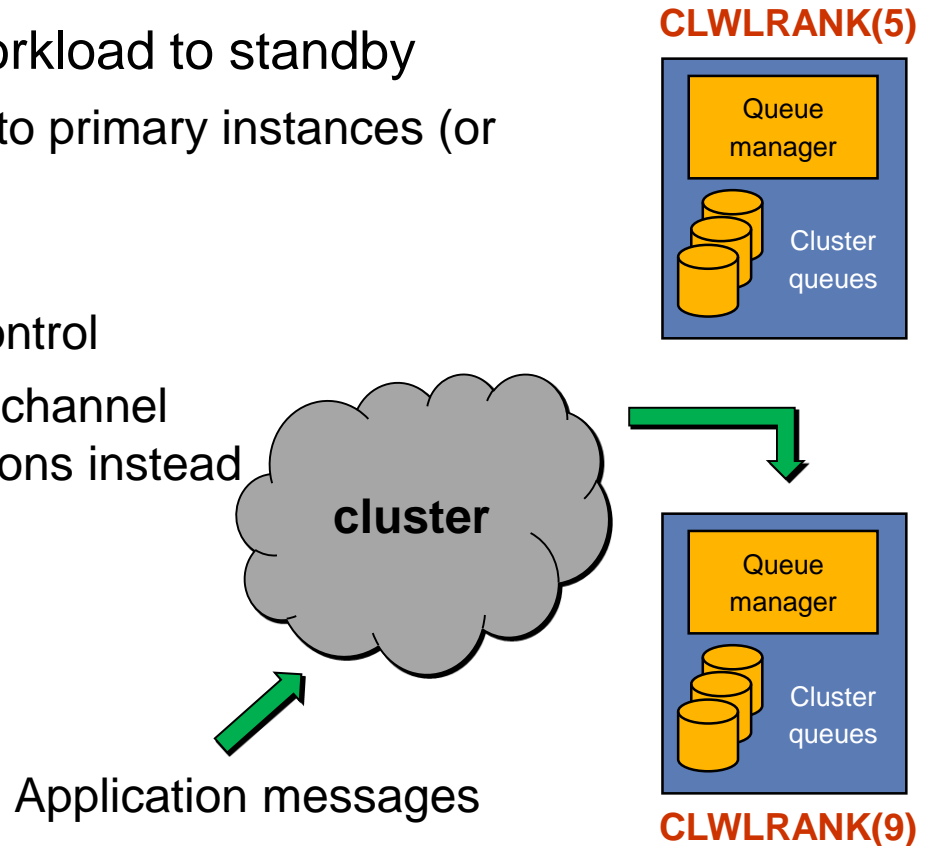 CLWLRANK(5)
orkload to standby
to primary instances (or
Queue
manager
Cluster
queues
ontrol
channel
ons instead
cluster
Queue
manager
Cluster
queues
Application messages
CLWLRANK(9)